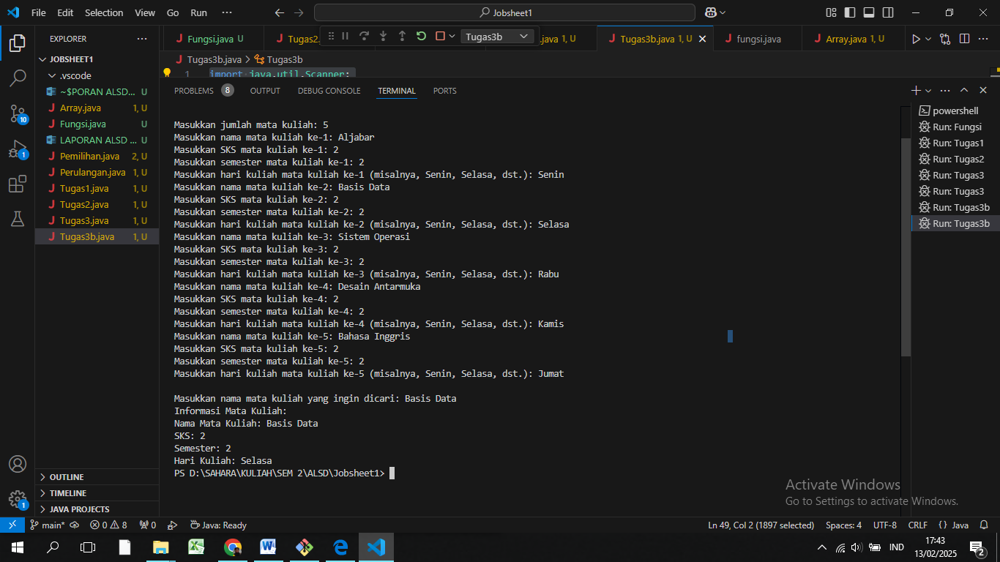 File Edit Selection View Go Run ···
Jobsheet1
EXPLORER ···
Fungsi.java U
Tugas2.
Tugas3b
.java 1, U
Tugas3b.java 1, U
fungsi.java
Array.java 1, U
Tugas3b.java > Tugas3b
1 import java.util.Scanner;
JOBSHEET1
.vscode
~$PORAN ALSD... U
Array.java 1, U
Fungsi.java U
LAPORAN ALSD ... U
Pemilihan.java 2, U
Perulangan.java 1, U
Tugas1.java 1, U
Tugas2.java 1, U
Tugas3.java 1, U
Tugas3b.java 1, U
OUTLINE
TIMELINE
JAVA PROJECTS
10
1
1
PROBLEMS 8 OUTPUT DEBUG CONSOLE TERMINAL PORTS
Masukkan jumlah mata kuliah: 5
Masukkan nama mata kuliah ke-1: Aljabar
Masukkan SKS mata kuliah ke-1: 2
Masukkan semester mata kuliah ke-1: 2
Masukkan hari kuliah mata kuliah ke-1 (misalnya, Senin, Selasa, dst.): Senin
Masukkan nama mata kuliah ke-2: Basis Data
Masukkan SKS mata kuliah ke-2: 2
Masukkan semester mata kuliah ke-2: 2
Masukkan hari kuliah mata kuliah ke-2 (misalnya, Senin, Selasa, dst.): Selasa
Masukkan nama mata kuliah ke-3: Sistem Operasi
Masukkan SKS mata kuliah ke-3: 2
Masukkan semester mata kuliah ke-3: 2
Masukkan hari kuliah mata kuliah ke-3 (misalnya, Senin, Selasa, dst.): Rabu
Masukkan nama mata kuliah ke-4: Desain Antarmuka
Masukkan SKS mata kuliah ke-4: 2
Masukkan semester mata kuliah ke-4: 2
Masukkan hari kuliah mata kuliah ke-4 (misalnya, Senin, Selasa, dst.): Kamis
Masukkan nama mata kuliah ke-5: Bahasa Inggris
Masukkan SKS mata kuliah ke-5: 2
Masukkan semester mata kuliah ke-5: 2
Masukkan hari kuliah mata kuliah ke-5 (misalnya, Senin, Selasa, dst.): Jumat
Masukkan nama mata kuliah yang ingin dicari: Basis Data
Informasi Mata Kuliah:
Nama Mata Kuliah: Basis Data
SKS: 2
Semester: 2
Hari Kuliah: Selasa
PS D:\SAHARA\KULIAH\SEM 2\ALSD\Jobsheet1>
powershell
Run: Fungsi
Run: Tugas1
Run: Tugas2
Run: Tugas3
Run: Tugas3
Run: Tugas3b
Run: Tugas3b
Activate Windows
Go to Settings to activate Windows.
main* 0 8 0 Java: Ready
Ln 49, Col 2 (1897 selected) Spaces: 4 UTF-8 CRLF {} Java
IND
17:43
13/02/2025
2